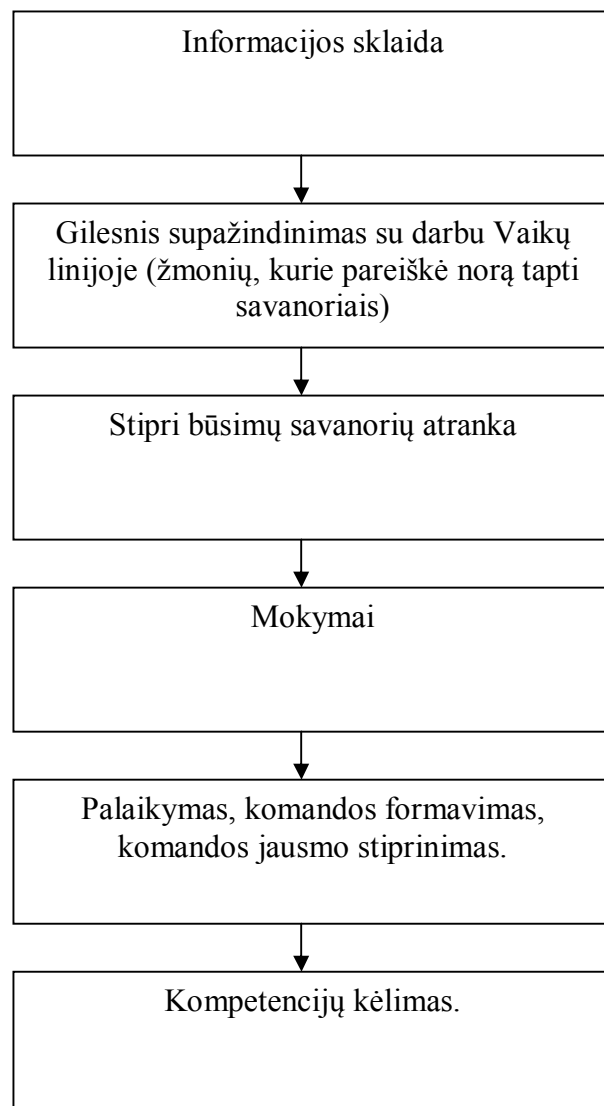 Informacijos sklaida
Gilesnis supažindinimas su darbu Vaikų
linijoje (žmonių, kurie pareiškė norą tapti
savanoriais)
Stipri būsimų savanorių atranka
Mokymai
Palaikymas, komandos formavimas,
komandos jausmo stiprinimas.
Kompetencijų kėlimas.